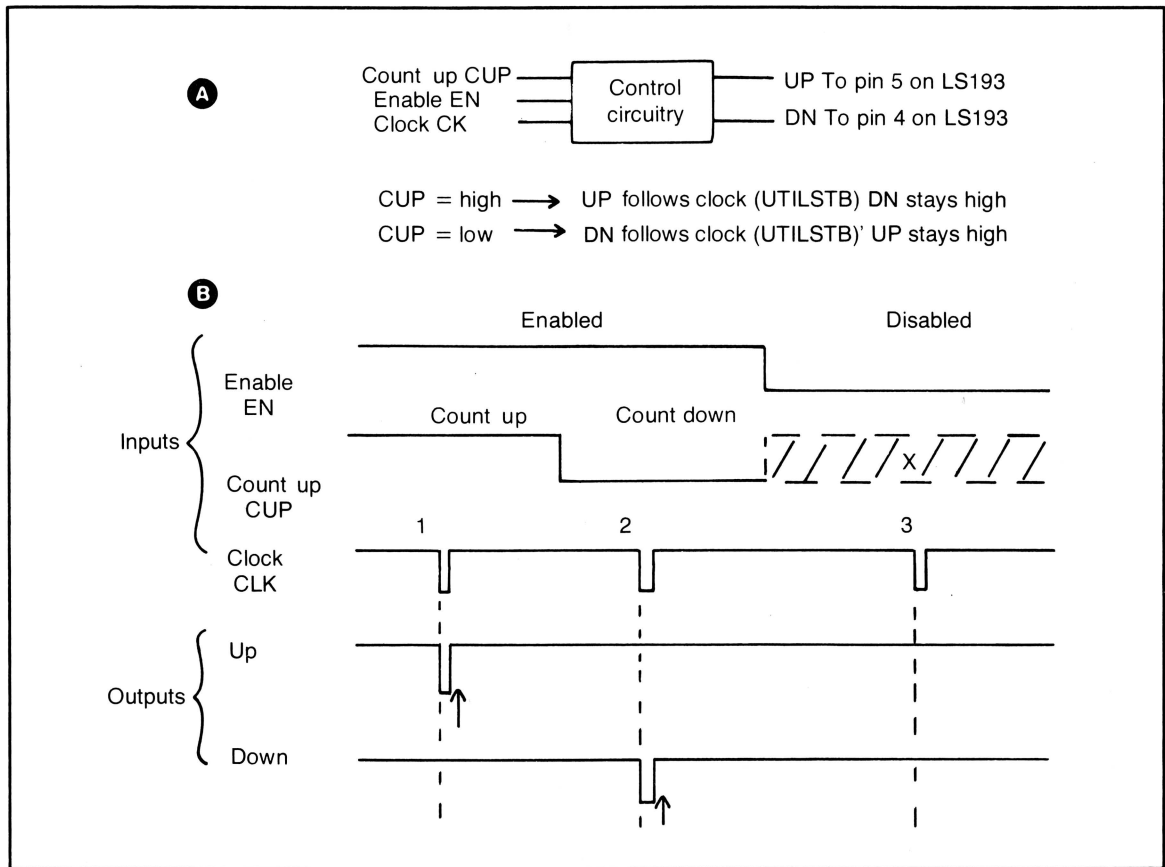 A
Count up CUP
Enable EN
Clock CK
Control
circuitry
UP To pin 5 on LS193
DN To pin 4 on LS193
CUP = high → UP follows clock (UTILSTB) DN stays high
CUP = low → DN follows clock (UTILSTB)' UP stays high
B
Enabled
Disabled
Inputs
Enable
EN
Count up
Count down
X
Count up
CUP
1
2
3
Clock
CLK
Outputs
Up
Down